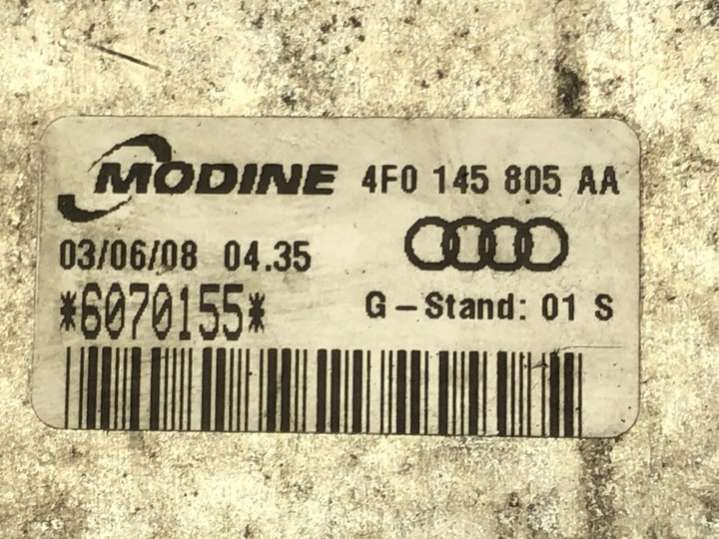 MODINE 4F0 145 805 AA
03/06/08 04.35
*6070155*
G-Stand: 01 S